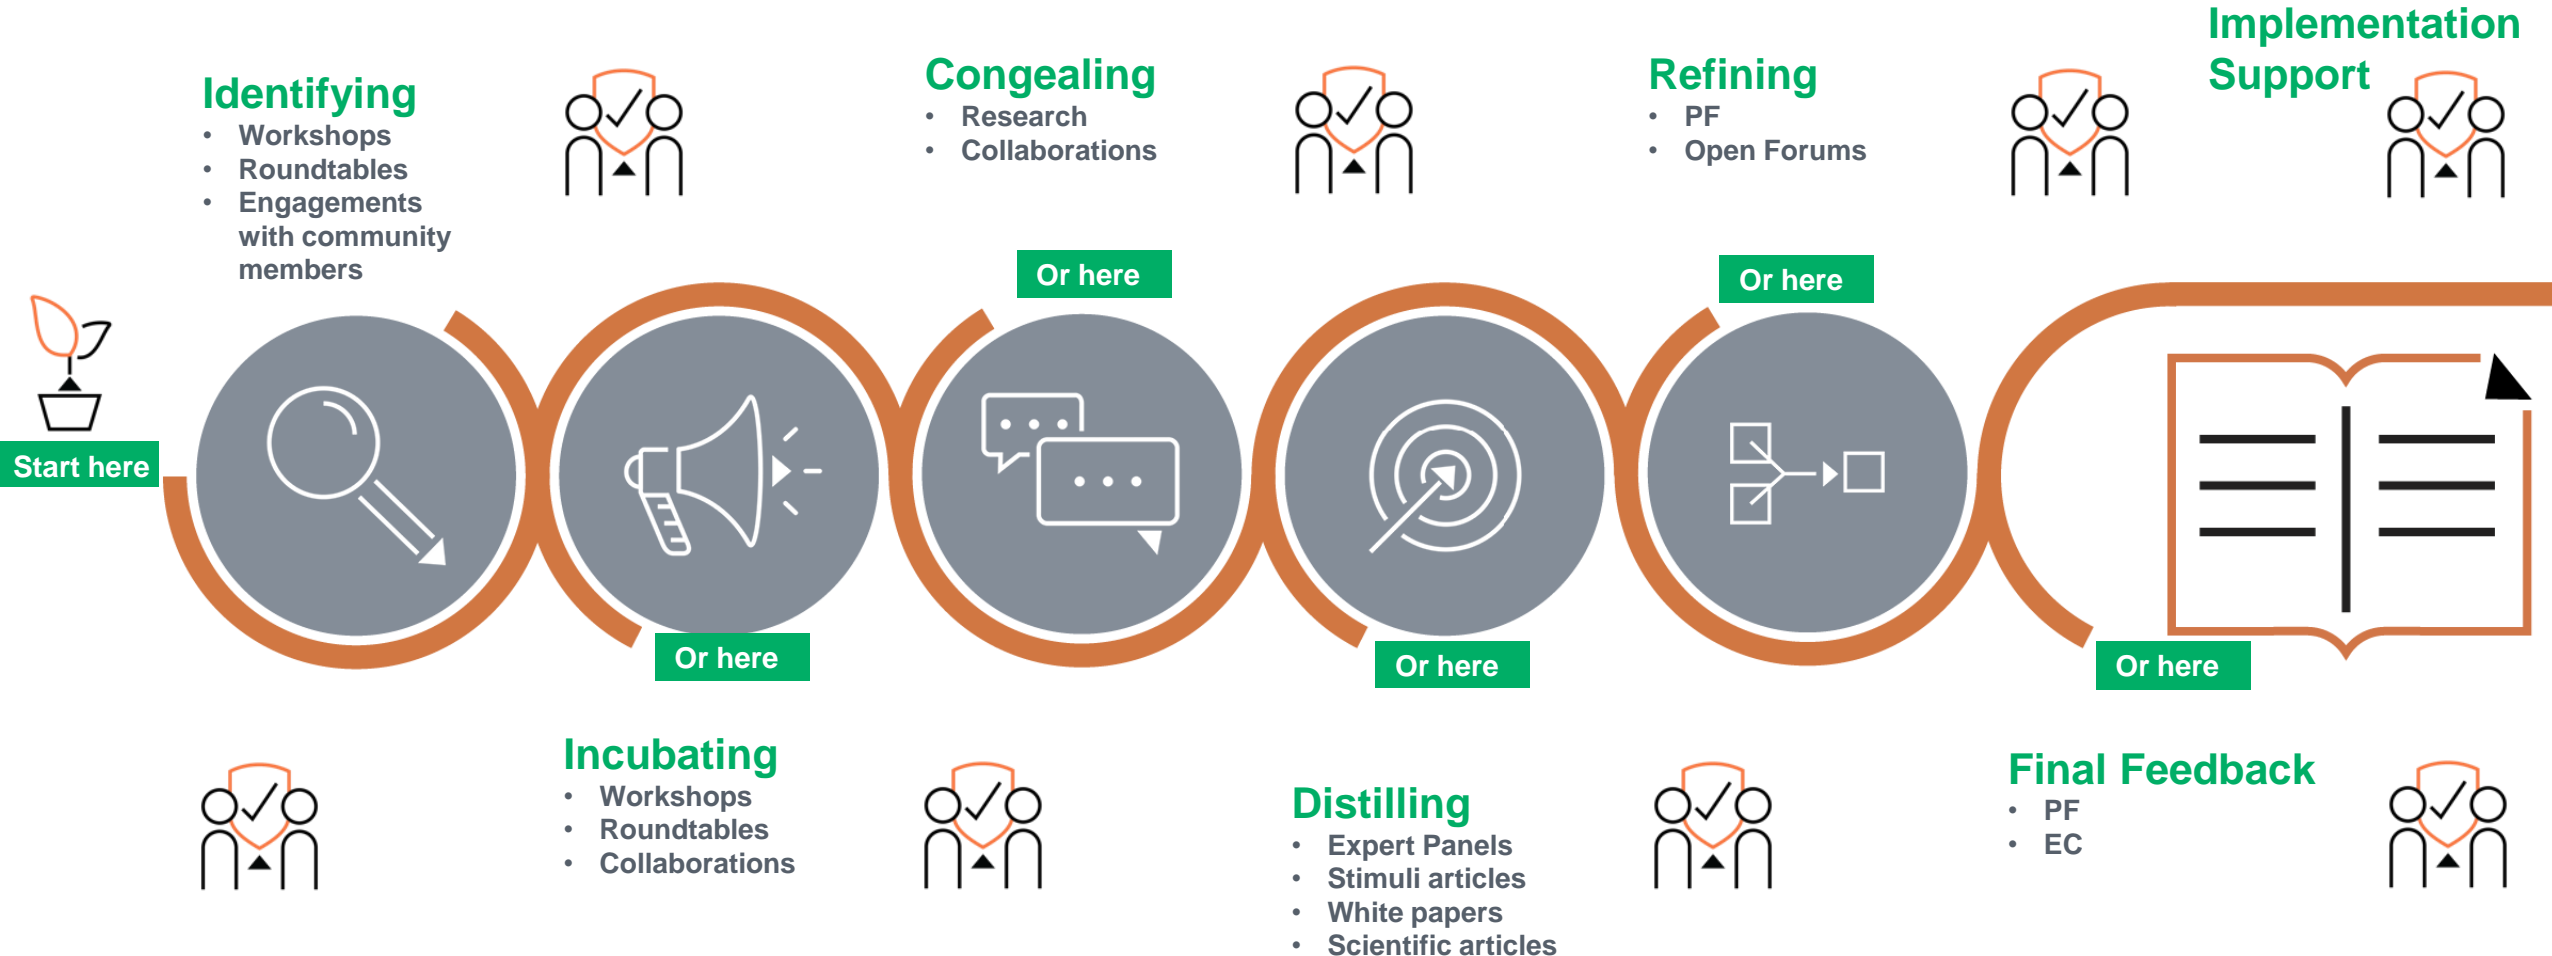 Identifying
• Workshops
• Roundtables
• Engagements
with community
members
Congealing
• Research
• Collaborations
Refining
• PF
• Open Forums
Implementation
Support
Start here
Or here
Or here
Or here
Or here
Or here
Incubating
• Workshops
• Roundtables
• Collaborations
Distilling
• Expert Panels
• Stimuli articles
• White papers
• Scientific articles
Final Feedback
• PF
• EC